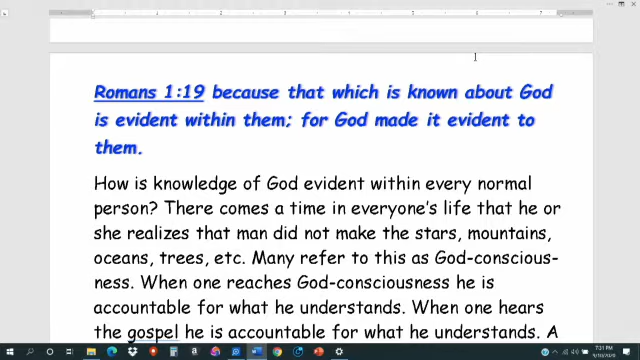 Romans 1:19 because that which is known about God
is evident within them; for God made it evident to
them.
How is knowledge of God evident within every normal
person? There comes a time in everyone's life that he or
she realizes that man did not make the stars, mountains,
oceans, trees, etc. Many refer to this as God-conscious-
ness. When one reaches God-consciousness he is
accountable for what he understands. When one hears
the gospel he is accountable for what he understands. A
7:31 PM